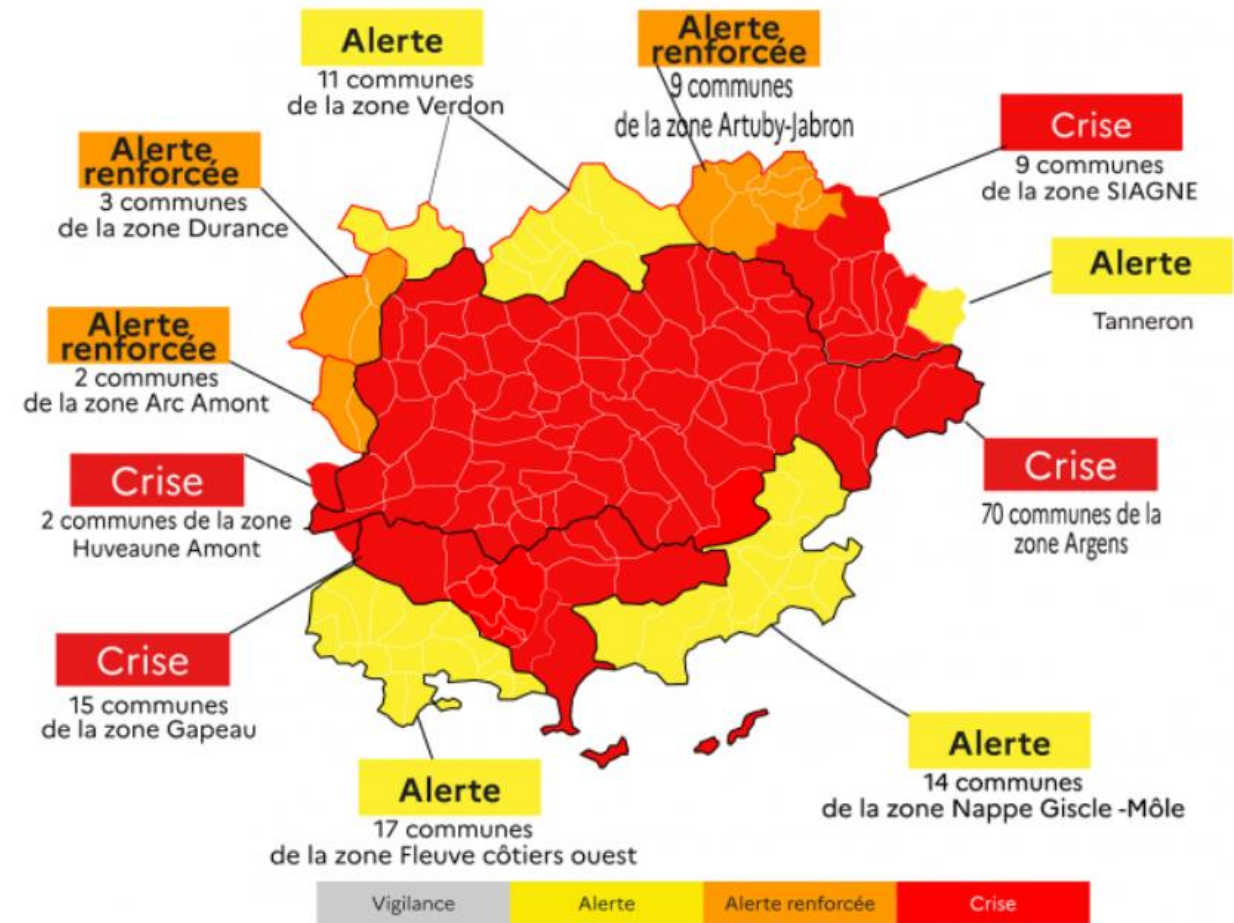 Alerte
11 communes
de la zone Verdon
Alerte
renforcée
9 communes
de la zone Artuby-Jabron
Crise
9 communes
de la zone SIAGNE
Alerte
renforcée
3 communes
de la zone Durance
Alerte
Tanneron
Alerte
renforcée
2 communes
de la zone Arc Amont
Crise
2 communes de la zone
Huveaune Amont
Crise
70 communes de la
zone Argens
Crise
15 communes
de la zone Gapeau
Alerte
14 communes
de la zone Nappe Giscle -Môle
Alerte
17 communes
de la zone Fleuve côtiers ouest
Vigilance
Alerte
Alerte renforcée
Crise